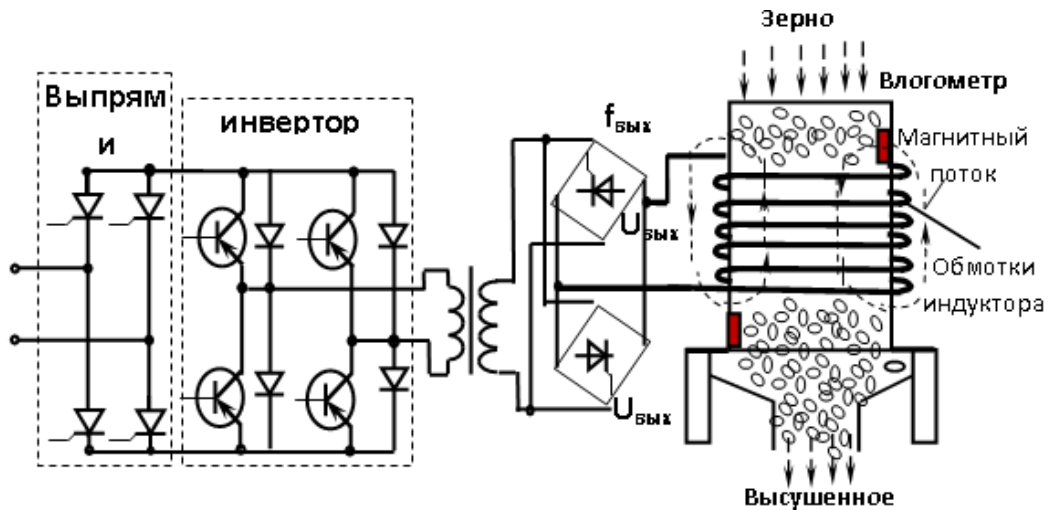 Зерно
Влогометр
Выпрям
и
инвертор
fвых
Магнитный
поток
Uвых
Обмотки
индуктора
Uвых
Высушенное